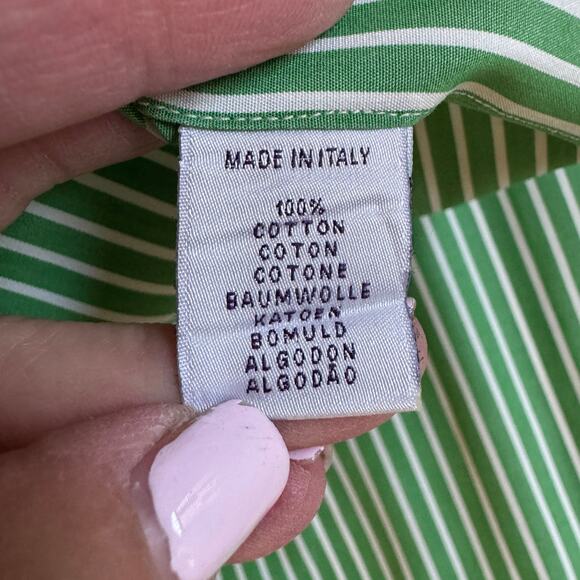 MADE IN ITALY
100%
COTTON
COTON
COTONE
BAUMWOLLE
KATOEN
BOMULD
ALGODON
ALGODÃO